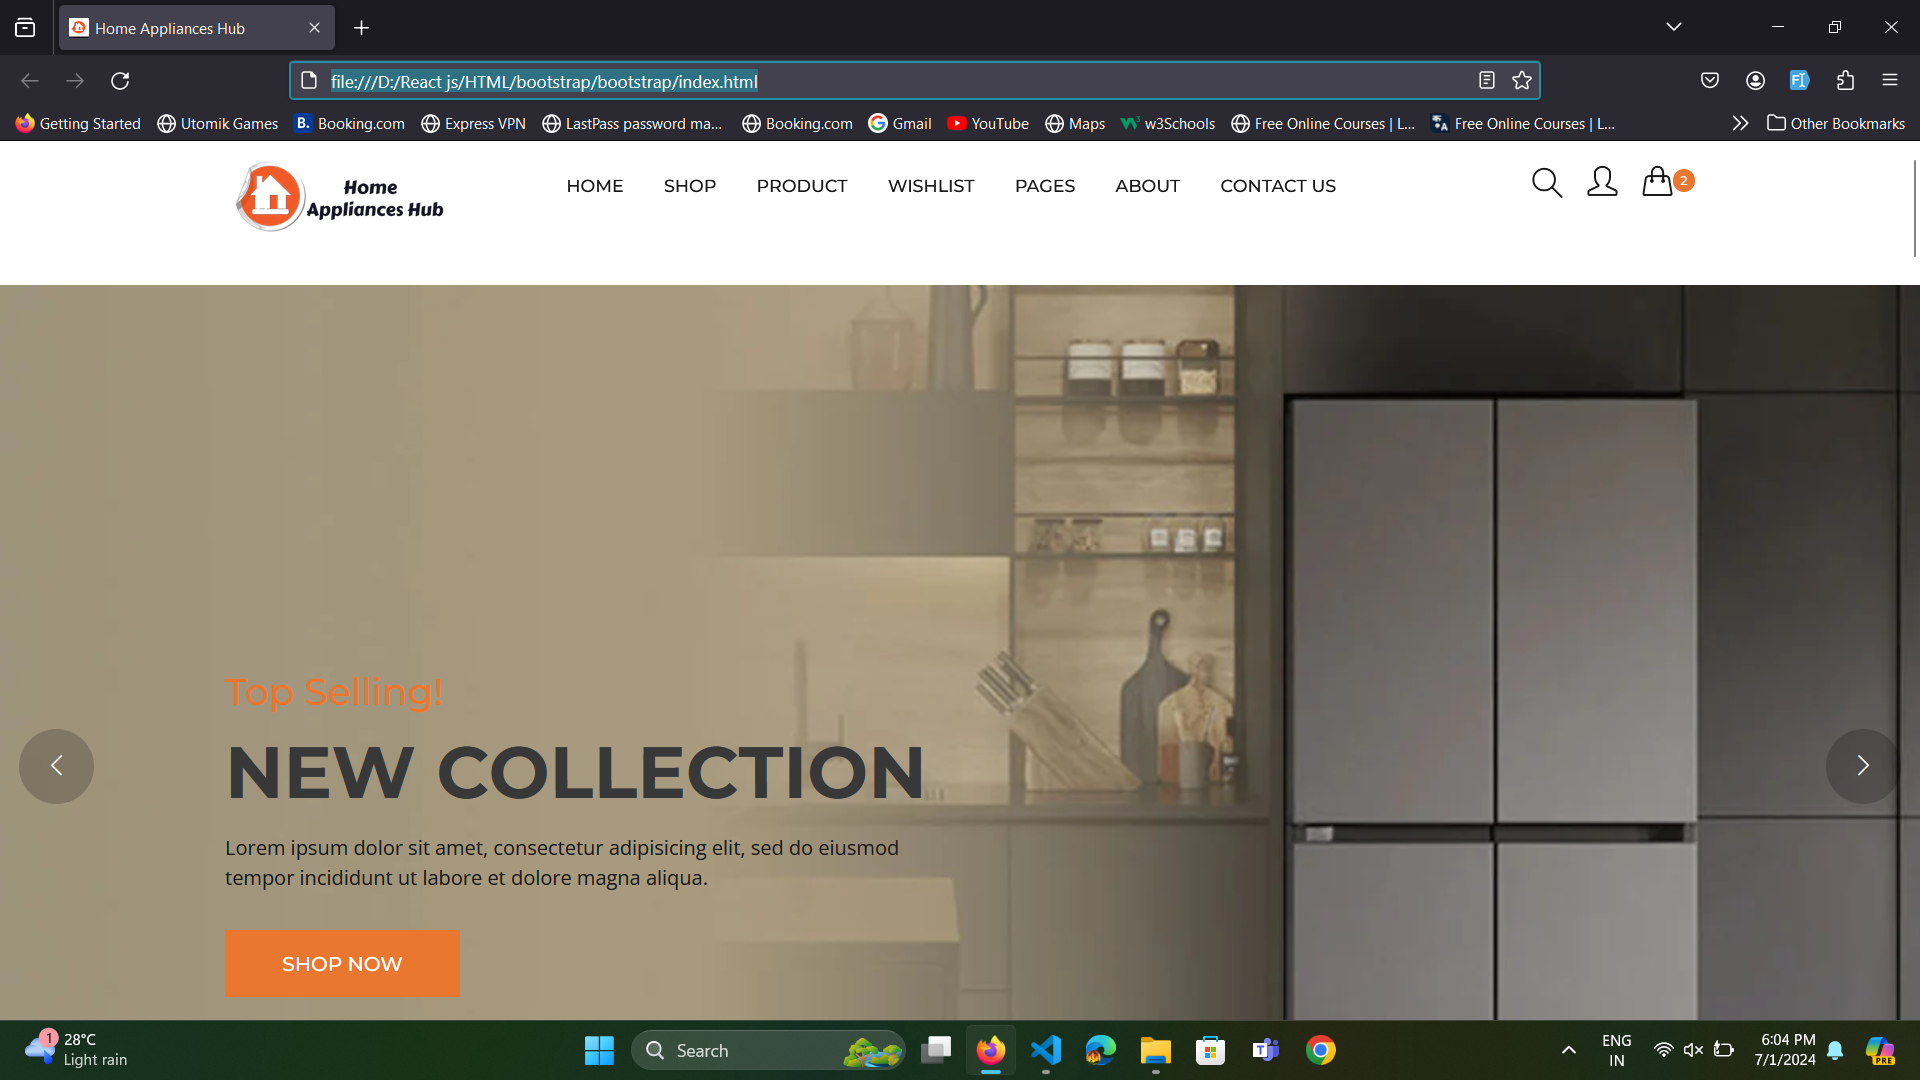 Home Appliances Hub
file:///D:/React js/HTML/bootstrap/bootstrap/index.html
Getting Started
Utomik Games
B. Booking.com
Express VPN
LastPass password ma...
Booking.com
Gmail
YouTube
Maps
w3Schools
Free Online Courses | L...
Free Online Courses | L...
Other Bookmarks
Home
Appliances Hub
HOME SHOP PRODUCT WISHLIST PAGES ABOUT CONTACT US
2
Top Selling!
NEW COLLECTION
Lorem ipsum dolor sit amet, consectetur adipisicing elit, sed do eiusmod
tempor incididunt ut labore et dolore magna aliqua.
SHOP NOW
1
28°C
Light rain
Search
ENG
IN
6:04 PM
7/1/2024
PRE